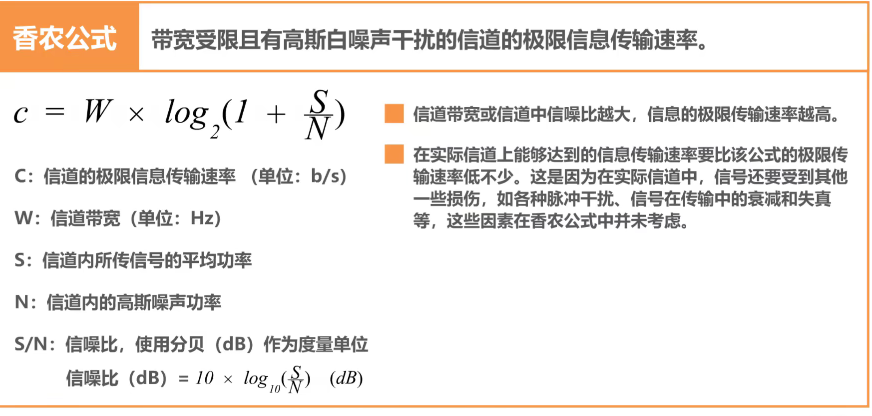 香农公式
带宽受限且有高斯白噪声干扰的信道的极限信息传输速率。
c = W × log₂(1 + S/N)
C：信道的极限信息传输速率 （单位：b/s）
W：信道带宽（单位：Hz）
S：信道内所传信号的平均功率
N：信道内的高斯噪声功率
S/N：信噪比，使用分贝（dB）作为度量单位
信噪比（dB）= 10 × log₁₀(S/N) (dB)
信道带宽或信道中信噪比越大，信息的极限传输速率越高。
在实际信道上能够达到的信息传输速率要比该公式的极限传
输速率低不少。这是因为在实际信道中，信号还要受到其他
一些损伤，如各种脉冲干扰、信号在传输中的衰减和失真
等，这些因素在香农公式中并未考虑。